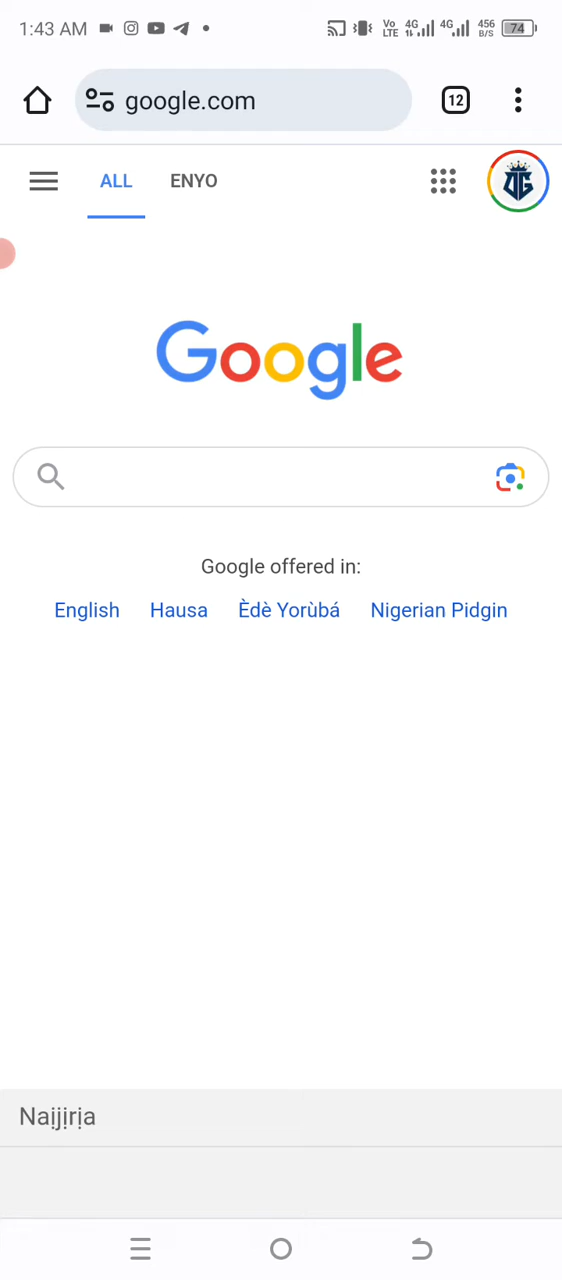 1:43 AM Vo LTE 4G 4G 456 B/S 74
google.com 12
ALL ENYO DG
Google
Google offered in:
English Hausa Èdè Yorùbá Nigerian Pidgin
Naịjịrịa